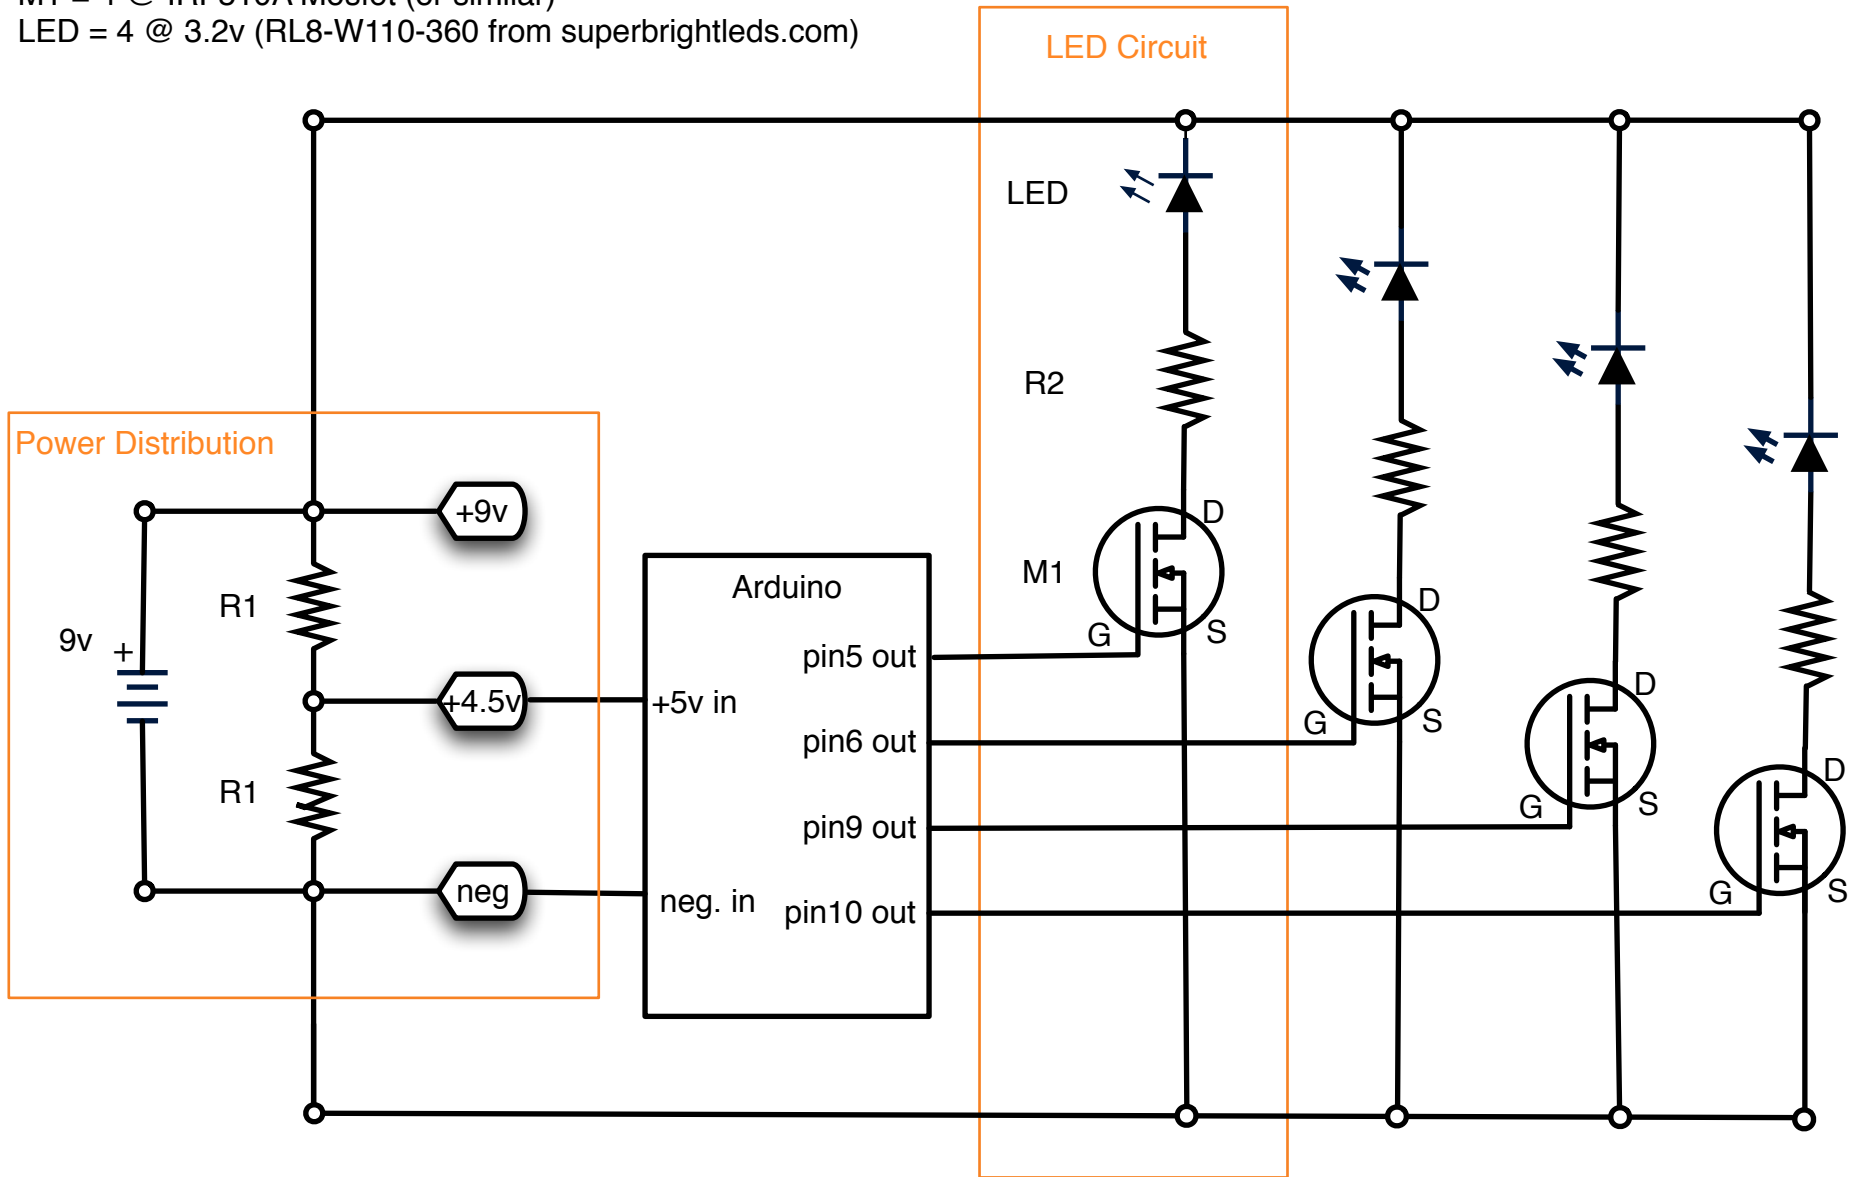 LED = 4 @ 3.2v (RL8-W110-360 from superbrightleds.com)
LED Circuit
LED
R2
Power Distribution
+9v
D
M1
Arduino
R1
9v
+
G
S
D
pin5 out
+4.5v
+5v in
G
S
D
pin6 out
R1
G
S
D
pin9 out
neg
neg. in
pin10 out
G
S